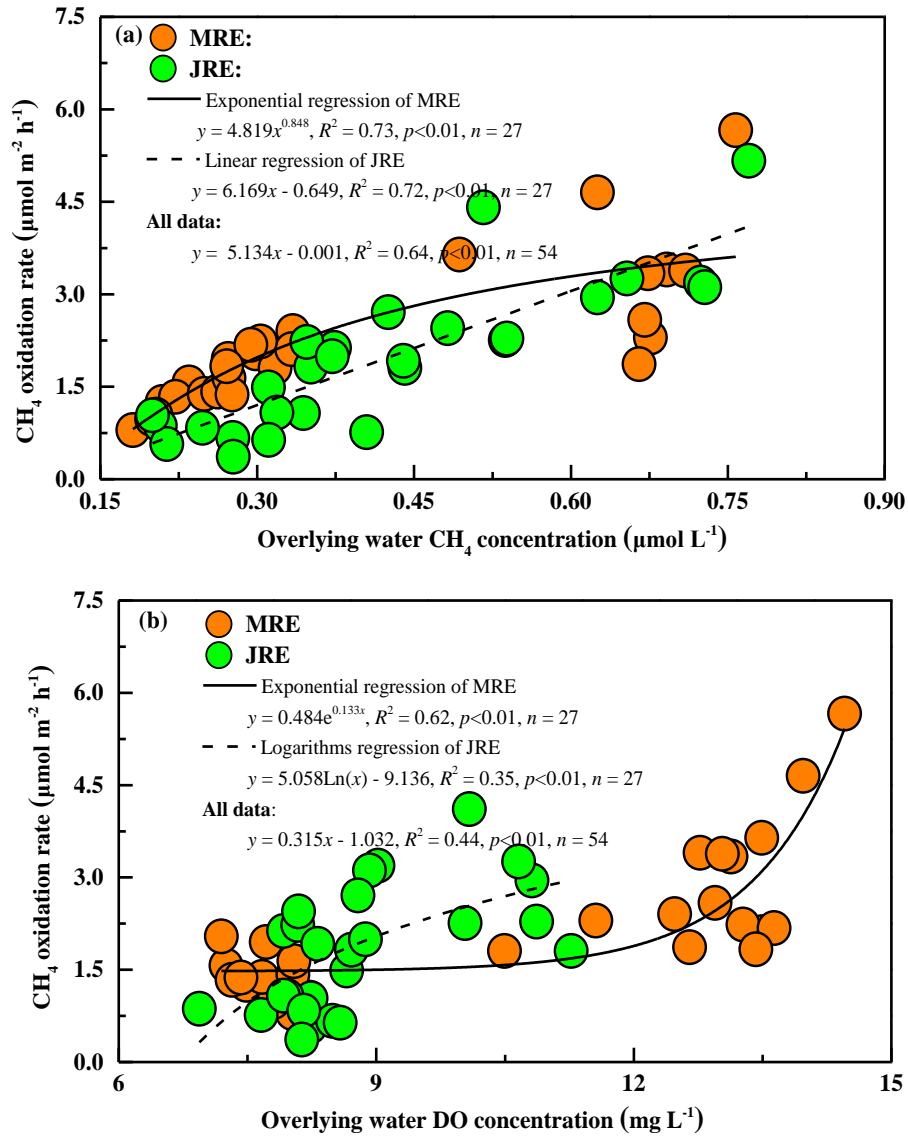 (a)
MRE:
JRE:
Exponential regression of MRE
y = 4.819x^0.848, R² = 0.73, p<0.01, n = 27
Linear regression of JRE
y = 6.169x - 0.649, R² = 0.72, p<0.01, n = 27
All data:
y = 5.134x - 0.001, R² = 0.64, p<0.01, n = 54
CH₄ oxidation rate (μmol m⁻² h⁻¹)
7.5
6.0
4.5
3.0
1.5
0.0
0.15 0.30 0.45 0.60 0.75 0.90
Overlying water CH₄ concentration (μmol L⁻¹)
(b)
MRE
JRE
Exponential regression of MRE
y = 0.484e^0.133x, R² = 0.62, p<0.01, n = 27
Logarithms regression of JRE
y = 5.058Ln(x) - 9.136, R² = 0.35, p<0.01, n = 27
All data:
y = 0.315x - 1.032, R² = 0.44, p<0.01, n = 54
CH₄ oxidation rate (μmol m⁻² h⁻¹)
7.5
6.0
4.5
3.0
1.5
0.0
6 9 12 15
Overlying water DO concentration (mg L⁻¹)